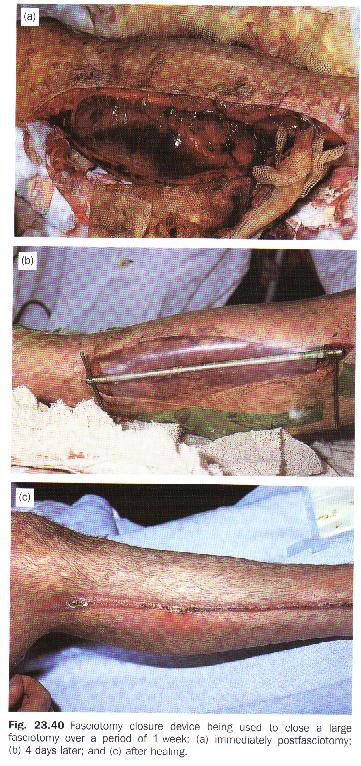 (a)
(b)
(c)
Fig. 23.40 Fasciotomy closure device being used to close a large
fasciotomy over a period of 1 week: (a) immediately postfasciotomy;
(b) 4 days later; and (c) after healing.